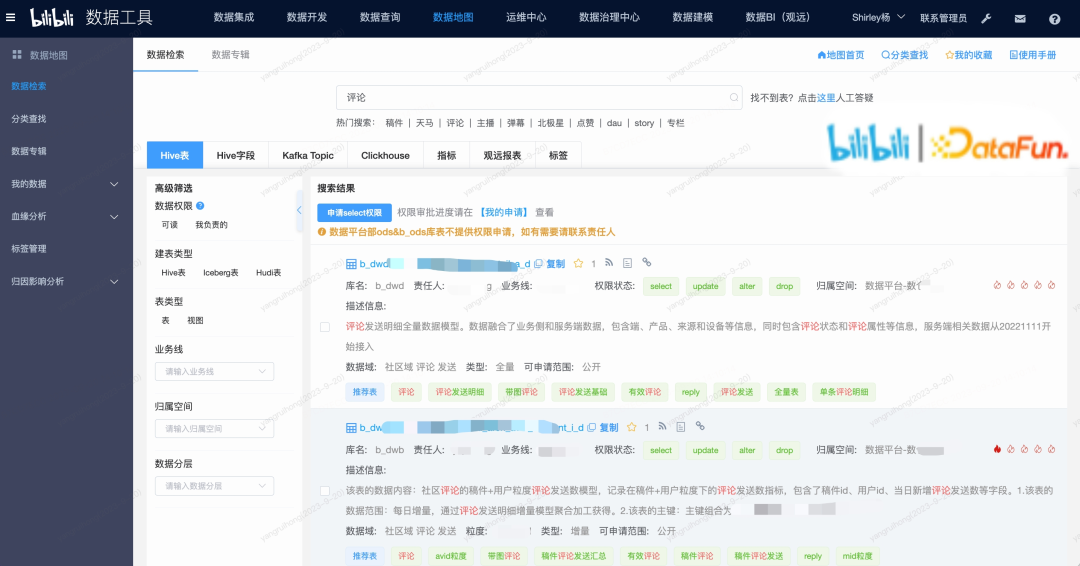 bilibili 数据工具 数据集成 数据开发 数据查询 数据地图 运维中心 数据治理中心 数据建模 数据BI（观远） Shirley杨 联系管理员
数据地图
数据检索
分类查找
数据专辑
我的数据
血缘分析
标签管理
归因影响分析
数据检索 数据专辑 地图首页 分类查找 我的收藏 使用手册
评论 找不到表？点击这里人工答疑
热门搜索： 稿件 | 天马 | 评论 | 主播 | 弹幕 | 北极星 | 点赞 | dau | story | 专栏
bilibili DataFun.
Hive表 Hive字段 Kafka Topic Clickhouse 指标 观远报表 标签
高级筛选
数据权限
可读 我负责的
建表类型
Hive表 Iceberg表 Hudi表
表类型
表 视图
业务线
请输入业务线
归属空间
请输入归属空间
数据分层
请输入数据分层
搜索结果
申请select权限 权限审批进度请在【我的申请】查看
数据平台部ods&b_ods库表不提供权限申请，如有需要请联系责任人
b_dwd a_d 复制 1
库名: b_dwd 责任人: g 业务线: 权限状态: select update alter drop 归属空间: 数据平台-数
描述信息:
评论发送明细全量数据模型。数据融合了业务侧和服务端数据，包含端、产品、来源和设备等信息，同时包含评论状态和评论属性等信息，服务端相关数据从20221111开
始接入
数据域: 社区域 评论 发送 类型: 全量 可申请范围: 公开
推荐表 评论 评论发送明细 带图评论 评论发送基础 有效评论 reply 评论发送 全量表 单条评论明细
b_dw nt_i_d 复制 1
库名: b_dwb 责任人: 业务线: 权限状态: select update alter drop 归属空间: 数据平台-数
描述信息:
该表的数据内容：社区评论的稿件+用户粒度评论发送数模型，记录在稿件+用户粒度下的评论发送数指标，包含了稿件id、用户id、当日新增评论发送数等字段。1.该表的
数据范围：每日增量，通过评论发送明细增量模型聚合加工获得。2.该表的主键：主键组合为
数据域: 社区域 评论 发送 粒度: 类型: 增量 可申请范围: 公开
推荐表 评论 avid粒度 带图评论 稿件评论发送汇总 有效评论 稿件评论 稿件评论发送 reply mid粒度